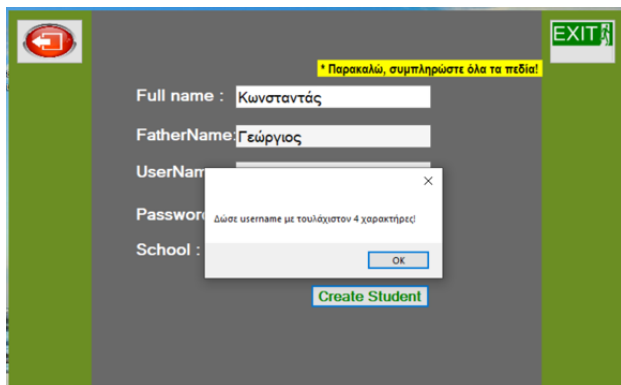 EXIT
* Παρακαλώ, συμπληρώστε όλα τα πεδία!
Full name : Κωνσταντάς
FatherName: Γεώργιος
UserNam
Passwor
Δώσε username με τουλάχιστον 4 χαρακτήρες!
School :
OK
Create Student